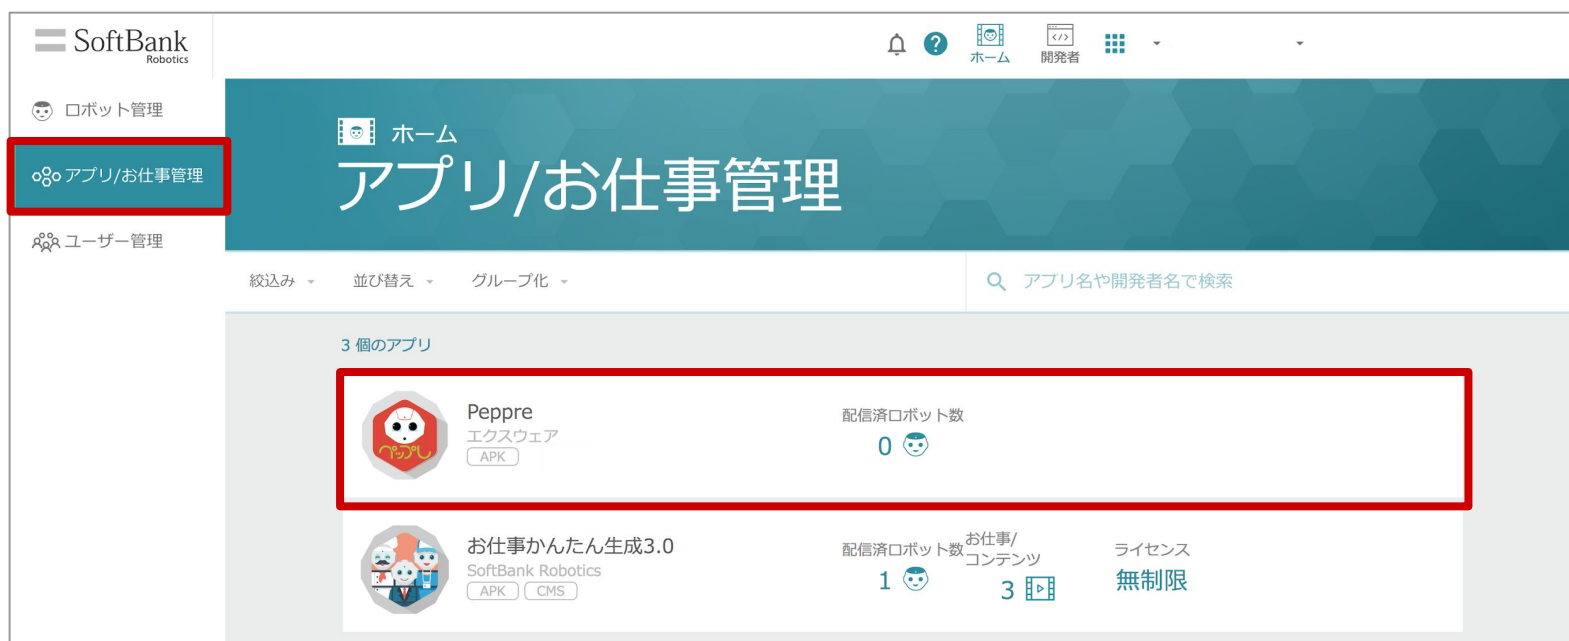 SoftBank
Robotics
ホーム
開発者
ロボット管理
アプリ/お仕事管理
ユーザー管理
ホーム
アプリ/お仕事管理
絞込み
並び替え
グループ化
アプリ名や開発者名で検索
3 個のアプリ
ペップし
Peppre
エクスウェア
APK
配信済ロボット数
0
お仕事かんたん生成3.0
SoftBank Robotics
APK CMS
配信済ロボット数
1
お仕事/
コンテンツ
3
ライセンス
無制限